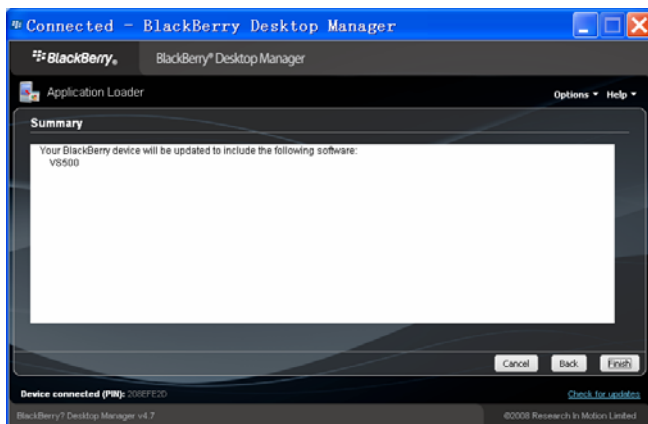 Connected - BlackBerry Desktop Manager
BlackBerry® BlackBerry® Desktop Manager
Application Loader Options Help
Summary
Your BlackBerry device will be updated to include the following software:
VS500
Cancel Back Finish
Device connected (PIN): 208EFE2D Check for updates
BlackBerry? Desktop Manager v4.7 ©2008 Research In Motion Limited